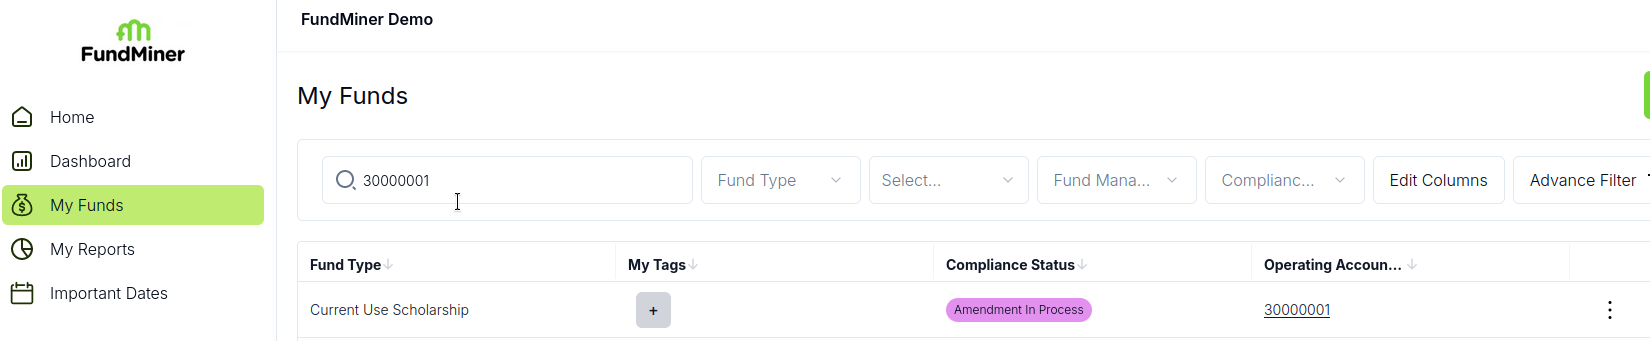 FundMiner Demo
FundMiner
Home
Dashboard
My Funds
My Reports
Important Dates
My Funds
30000001 Fund Type Select... Fund Mana... Complianc... Edit Columns Advance Filter
Fund Type My Tags Compliance Status Operating Accoun...
Current Use Scholarship + Amendment In Process 30000001